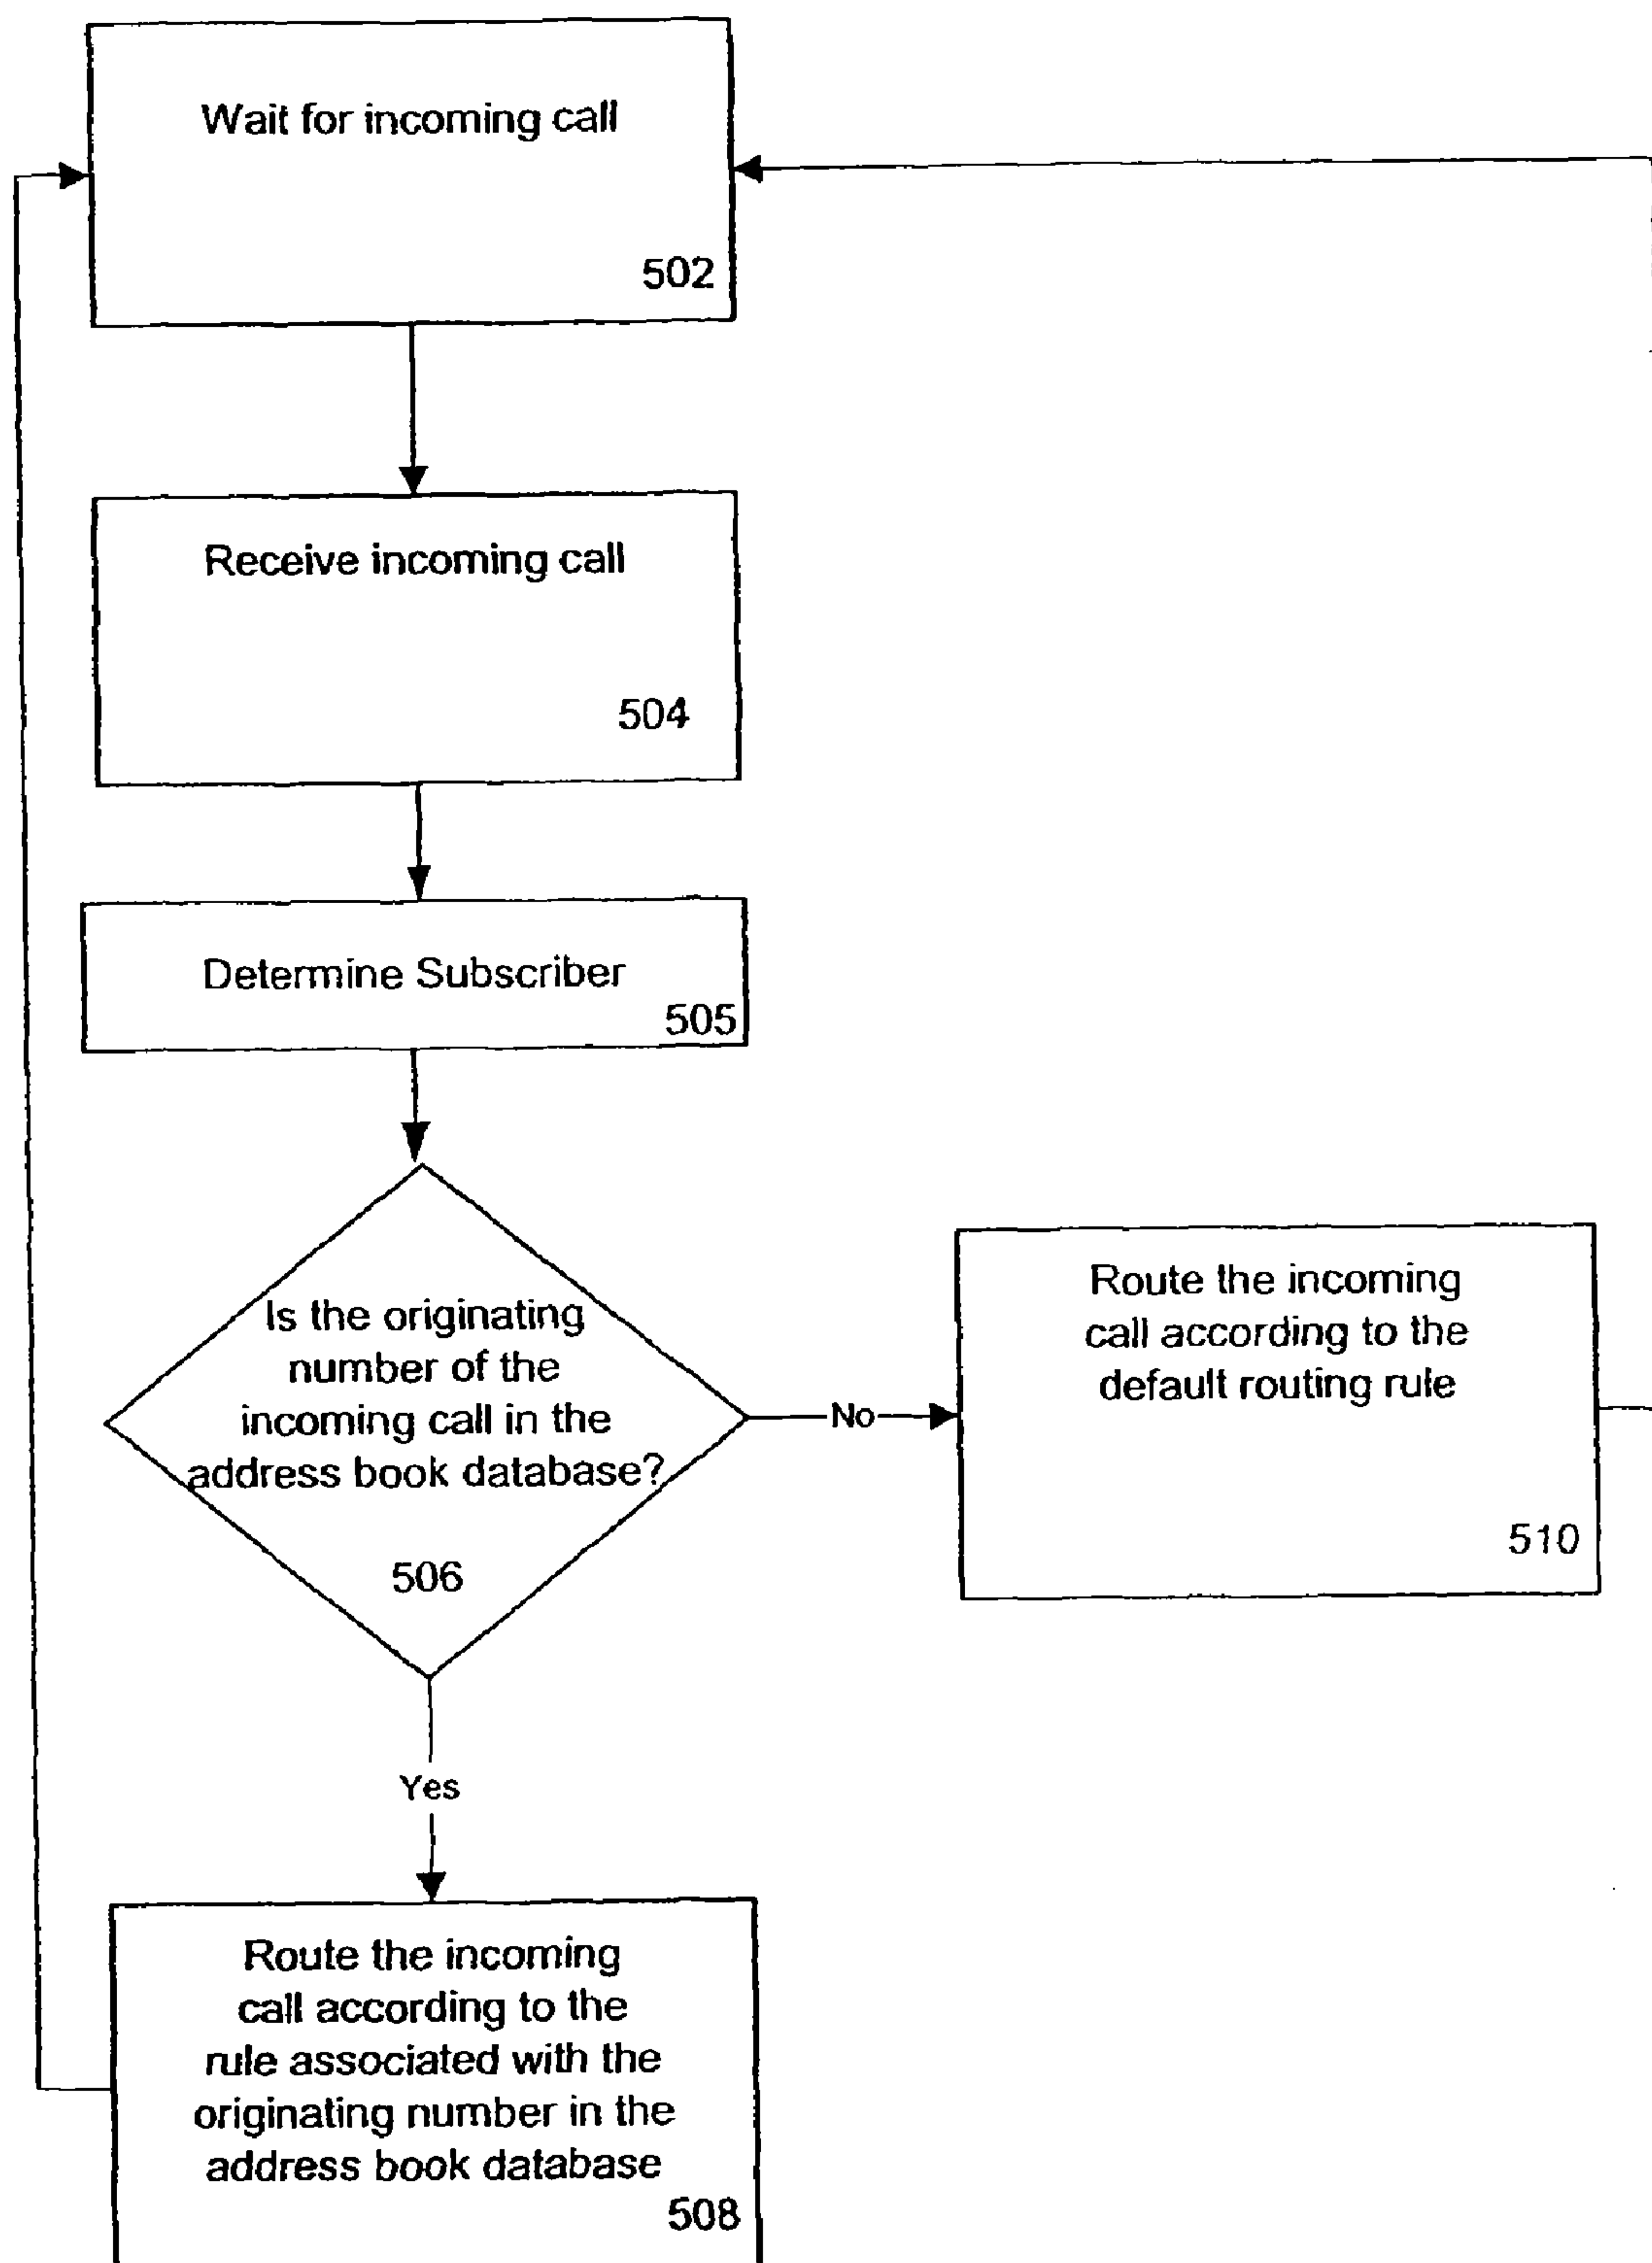 Wait for incoming call
502
Receive incoming call
504
Determine Subscriber
505
Is the originating
number of the
incoming call in the
address book database?
506
No
Route the incoming
call according to the
default routing rule
510
Yes
Route the incoming
call according to the
rule associated with the
originating number in the
address book database
508